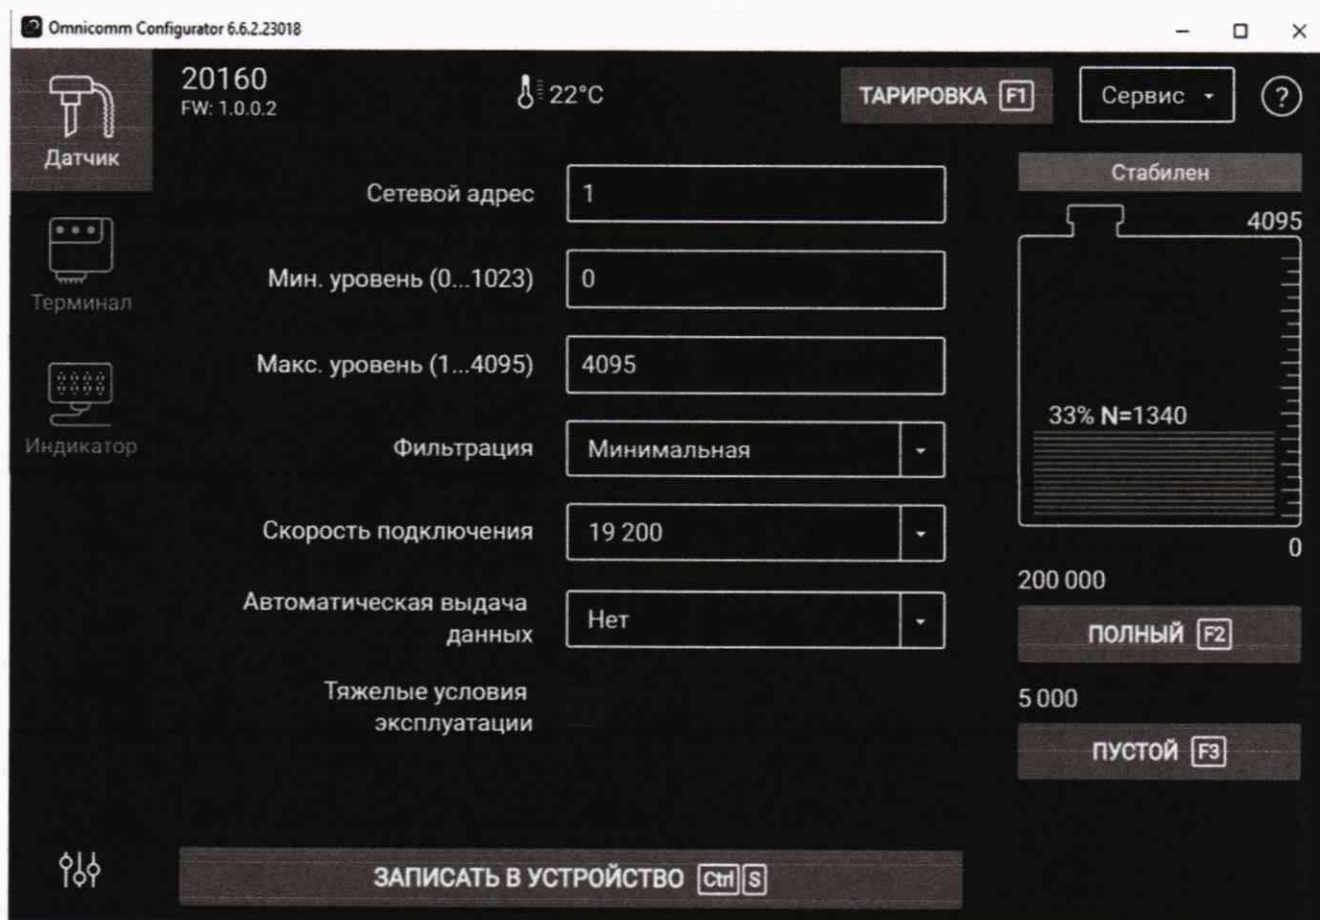 Omnicomm Configurator 6.6.2.23018
Датчик
20160
FW: 1.0.0.2
22°C
ТАРИРОВКА F1
Сервис
?
Терминал
Индикатор
Сетевой адрес
1
Мин. уровень (0...1023)
0
Макс. уровень (1...4095)
4095
Фильтрация
Минимальная
Скорость подключения
19 200
Автоматическая выдача
данных
Нет
Тяжелые условия
эксплуатации
Стабилен
4095
33% N=1340
0
200 000
ПОЛНЫЙ F2
5 000
ПУСТОЙ F3
ЗАПИСАТЬ В УСТРОЙСТВО Ctrl S